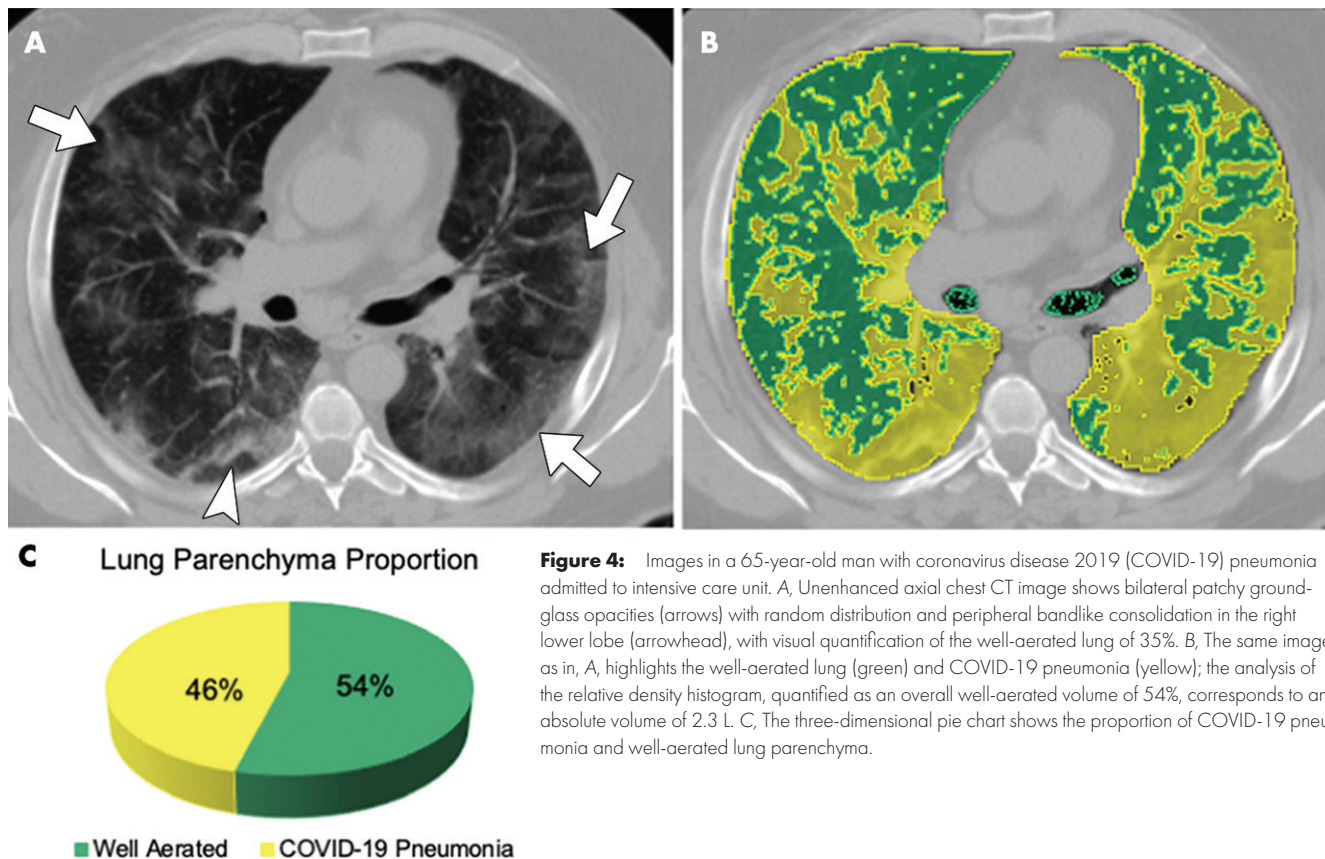 A
B
C
Lung Parenchyma Proportion
46%
54%
Well Aerated
COVID-19 Pneumonia
Figure 4: Images in a 65-year-old man with coronavirus disease 2019 (COVID-19) pneumonia
admitted to intensive care unit. A, Unenhanced axial chest CT image shows bilateral patchy ground-
glass opacities (arrows) with random distribution and peripheral bandlike consolidation in the right
lower lobe (arrowhead), with visual quantification of the well-aerated lung of 35%. B, The same image
as in, A, highlights the well-aerated lung (green) and COVID-19 pneumonia (yellow); the analysis of
the relative density histogram, quantified as an overall well-aerated volume of 54%, corresponds to an
absolute volume of 2.3 L. C, The three-dimensional pie chart shows the proportion of COVID-19 pneu
monia and well-aerated lung parenchyma.